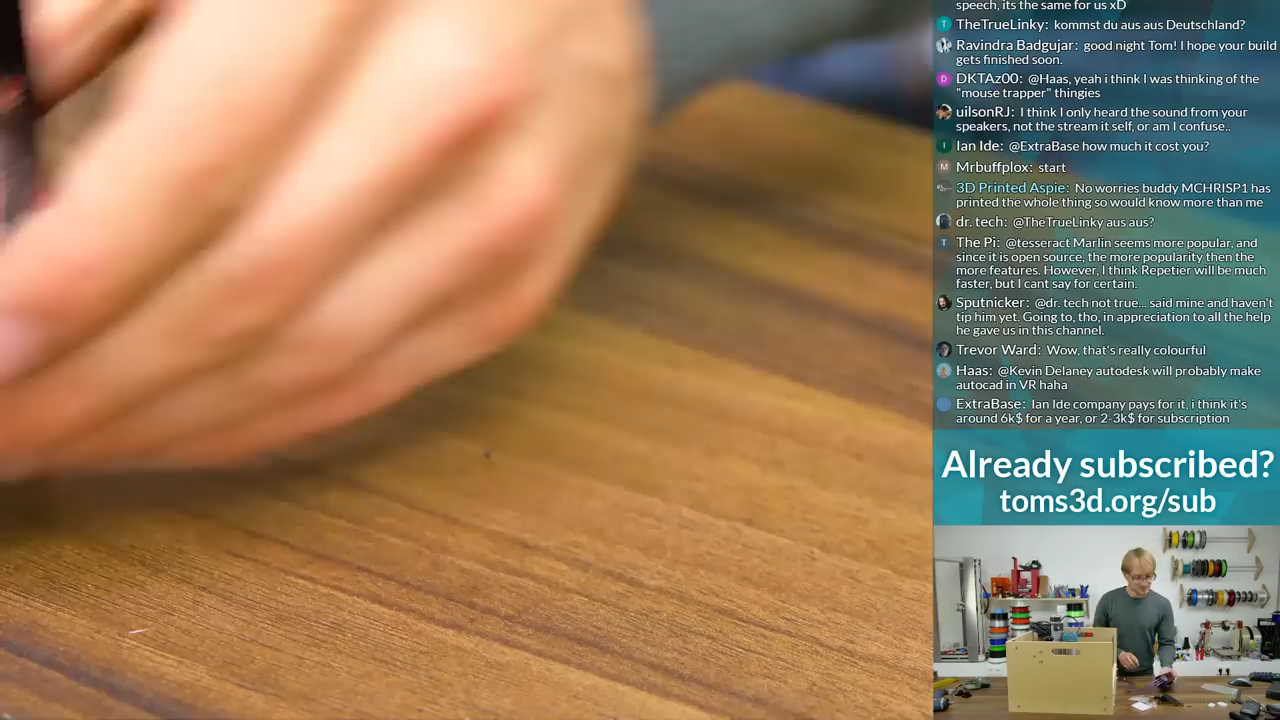 speech, its the same for us xD
TheTrueLinky: kommst du aus aus Deutschland?
Ravindra Badgujar: good night Tom! I hope your build
gets finished soon.
DKTAz00: @Haas, yeah i think I was thinking of the
"mouse trapper" thingies
uilsonRJ: I think I only heard the sound from your
speakers, not the stream it self, or am I confuse..
Ian Ide: @ExtraBase how much it cost you?
Mrbuffplox: start
3D Printed Aspie: No worries buddy MCHRISP1 has
printed the whole thing so would know more than me
dr. tech: @TheTrueLinky aus aus?
The Pi: @tesseract Marlin seems more popular, and
since it is open source, the more popularity then the
more features. However, I think Repetier will be much
faster, but I cant say for certain.
Sputnicker: @dr. tech not true... said mine and haven't
tip him yet. Going to, tho, in appreciation to all the help
he gave us in this channel.
Trevor Ward: Wow, that's really colourful
Haas: @Kevin Delaney autodesk will probably make
autocad in VR haha
ExtraBase: Ian Ide company pays for it, i think it's
around 6k$ for a year, or 2-3k$ for subscription
Already subscribed?
toms3d.org/sub